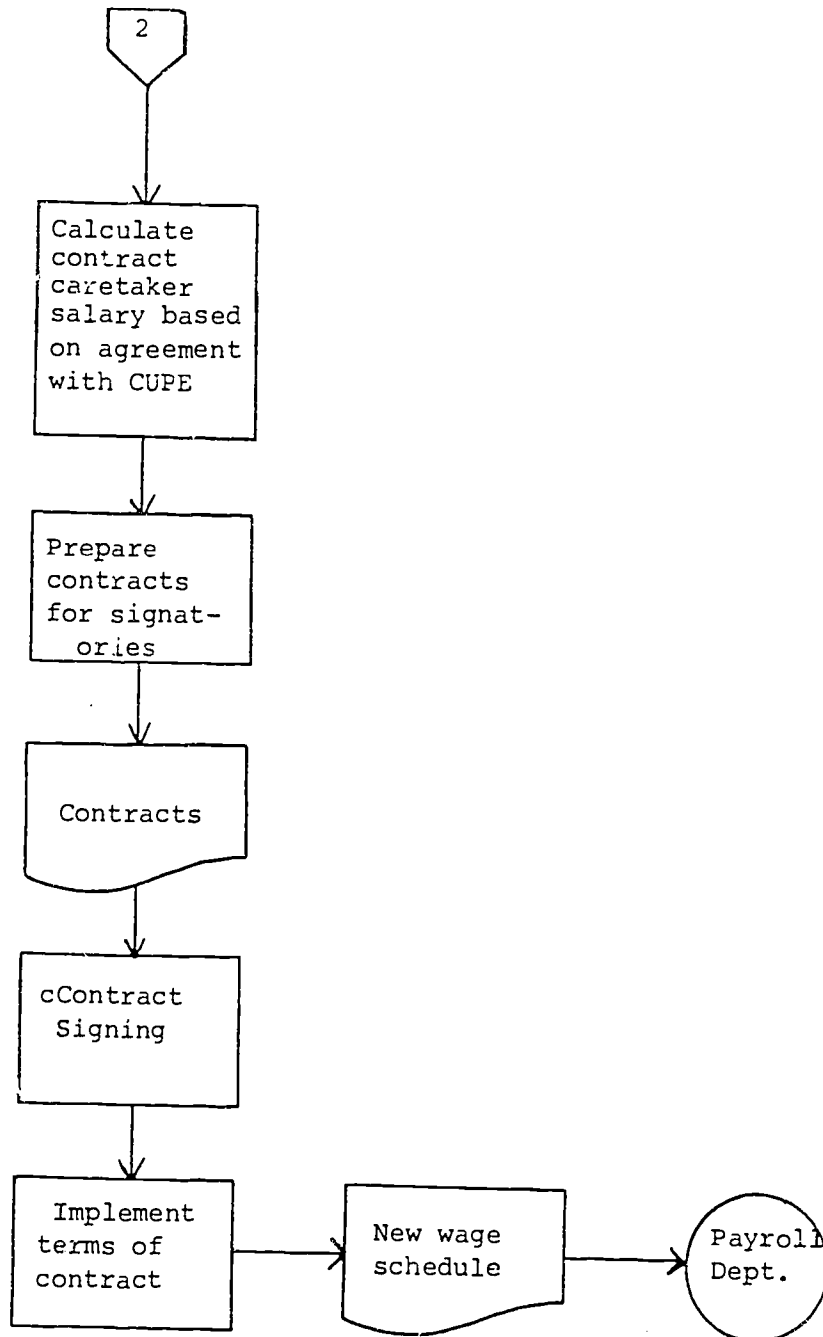 2
Calculate
contract
caretaker
salary based
on agreement
with CUPE
Prepare
contracts
for signat-
ories
Contracts
cContract
Signing
Implement
terms of
contract
New wage
schedule
Payroll
Dept.